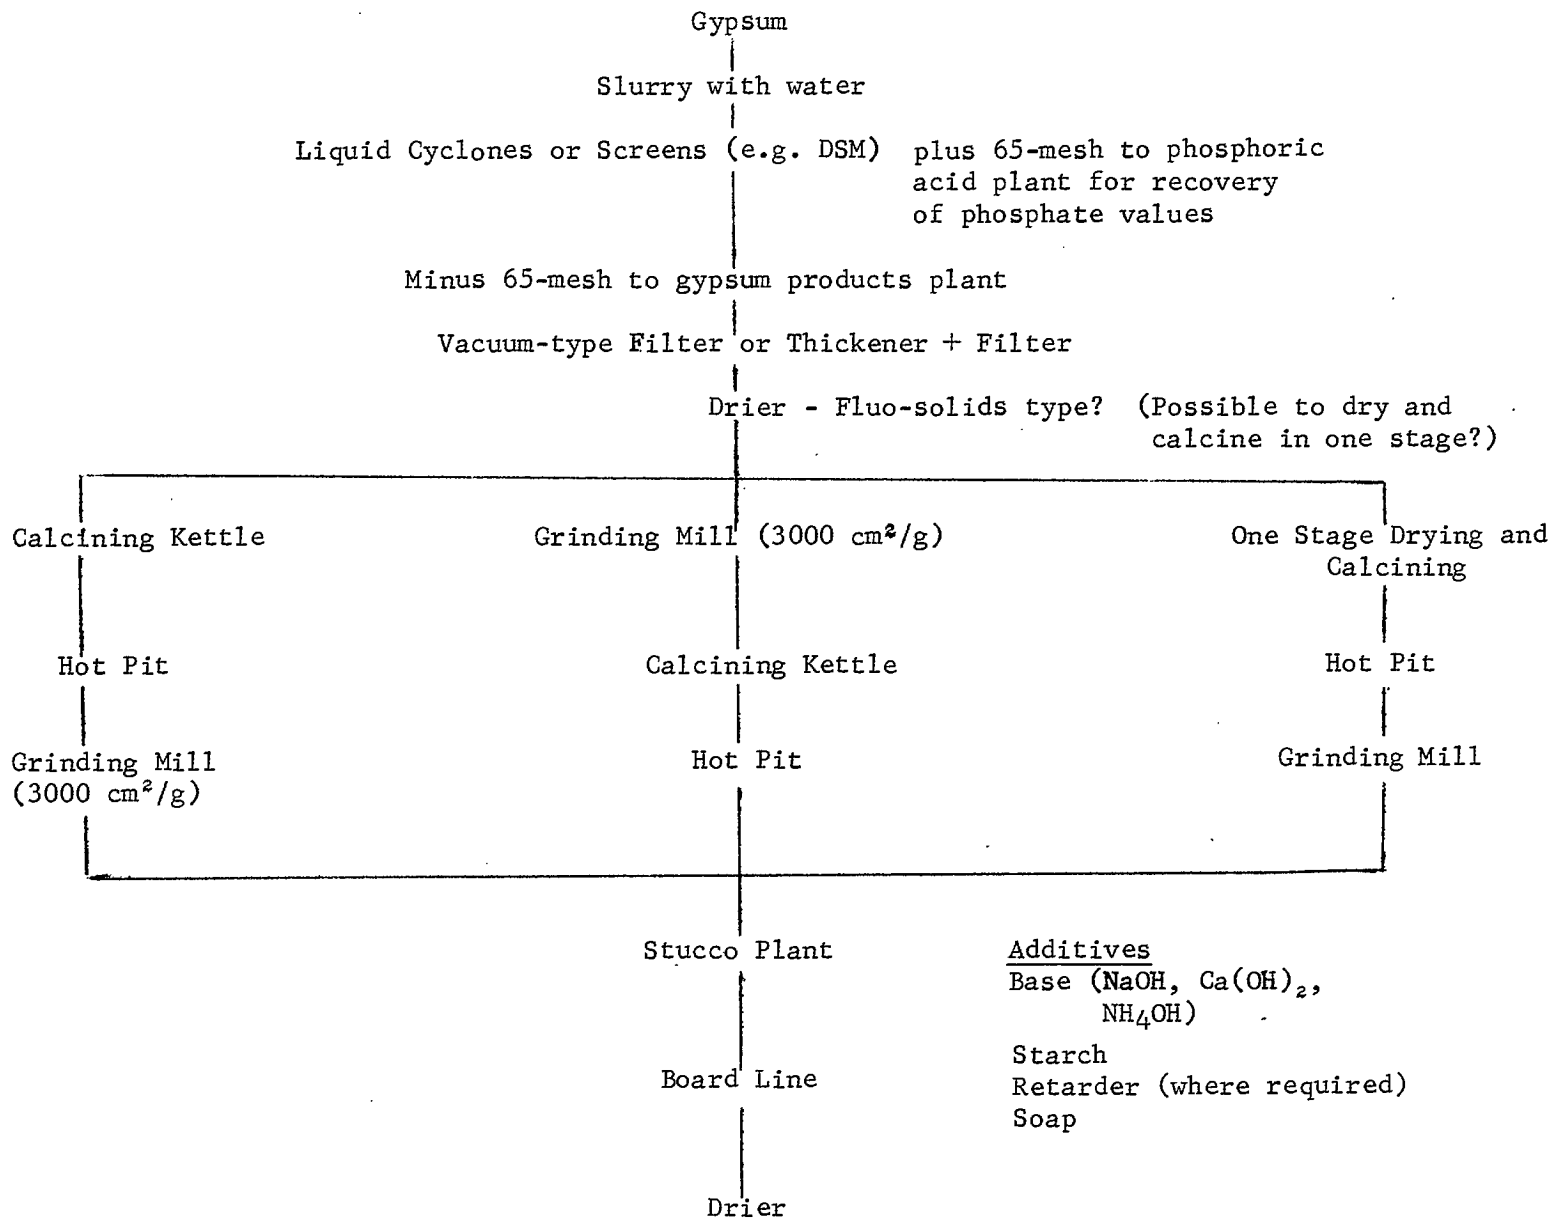 Gypsum
Slurry with water
Liquid Cyclones or Screens (e.g. DSM)
plus 65-mesh to phosphoric
acid plant for recovery
of phosphate values
Minus 65-mesh to gypsum products plant
Vacuum-type Filter or Thickener + Filter
Drier - Fluo-solids type?
(Possible to dry and
calcine in one stage?)
Calcining Kettle
Hot Pit
Grinding Mill
(3000 cm²/g)
Grinding Mill (3000 cm²/g)
Calcining Kettle
Hot Pit
One Stage Drying and
Calcining
Hot Pit
Grinding Mill
Stucco Plant
Board Line
Drier
Additives
Base (NaOH, Ca(OH)₂,
NH₄OH)
Starch
Retarder (where required)
Soap